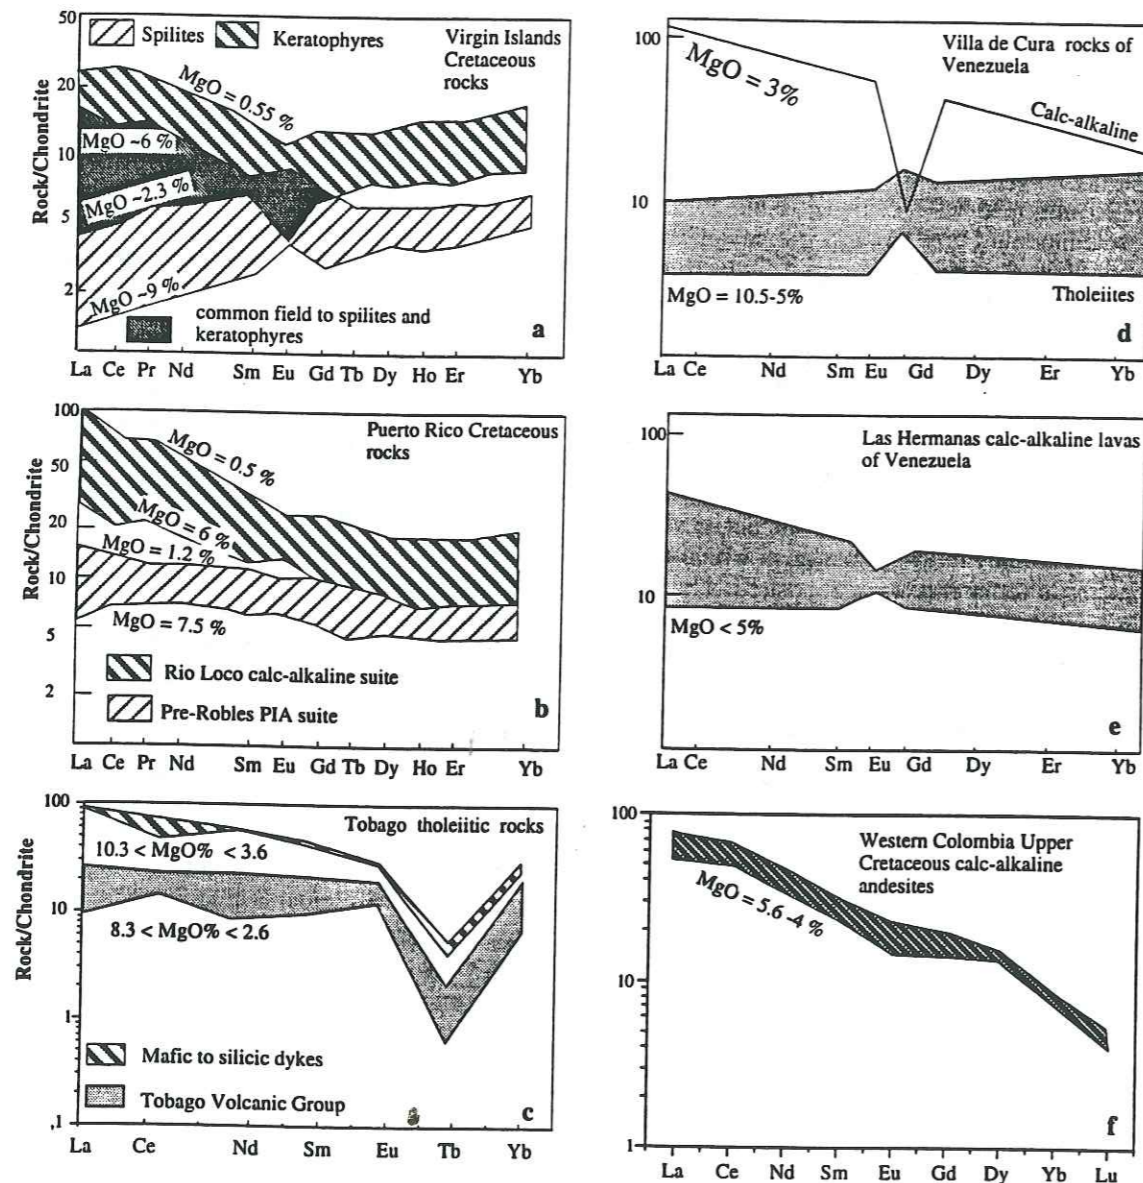 50
20
10
5
2
Rock/Chondrite
Spilites
Keratophyres
Virgin Islands
Cretaceous
rocks
MgO = 0.55 %
MgO ~6 %
MgO ~2.3 %
MgO ~9 %
common field to spilites and
keratophyres
a
La Ce Pr Nd Sm Eu Gd Tb Dy Ho Er Yb
100
50
20
10
5
2
Rock/Chondrite
Puerto Rico Cretaceous
rocks
MgO = 0.5 %
MgO = 6 %
MgO = 1.2 %
MgO = 7.5 %
Rio Loco calc-alkaline suite
Pre-Robles PIA suite
b
La Ce Pr Nd Sm Eu Gd Tb Dy Ho Er Yb
100
10
1
,1
Rock/Chondrite
Tobago tholeiitic rocks
10.3 < MgO% < 3.6
8.3 < MgO% < 2.6
Mafic to silicic dykes
Tobago Volcanic Group
c
La Ce Nd Sm Eu Tb Yb
100
10
Villa de Cura rocks of
Venezuela
MgO = 3%
Calc-alkaline
MgO = 10.5-5%
Tholeiites
d
La Ce Nd Sm Eu Gd Dy Er Yb
100
10
Las Hermanas calc-alkaline lavas
of Venezuela
MgO < 5%
e
La Ce Nd Sm Eu Gd Dy Er Yb
100
10
1
Western Colombia Upper
Cretaceous calc-alkaline
andesites
MgO = 5.6-4 %
f
La Ce Nd Sm Eu Gd Dy Yb Lu